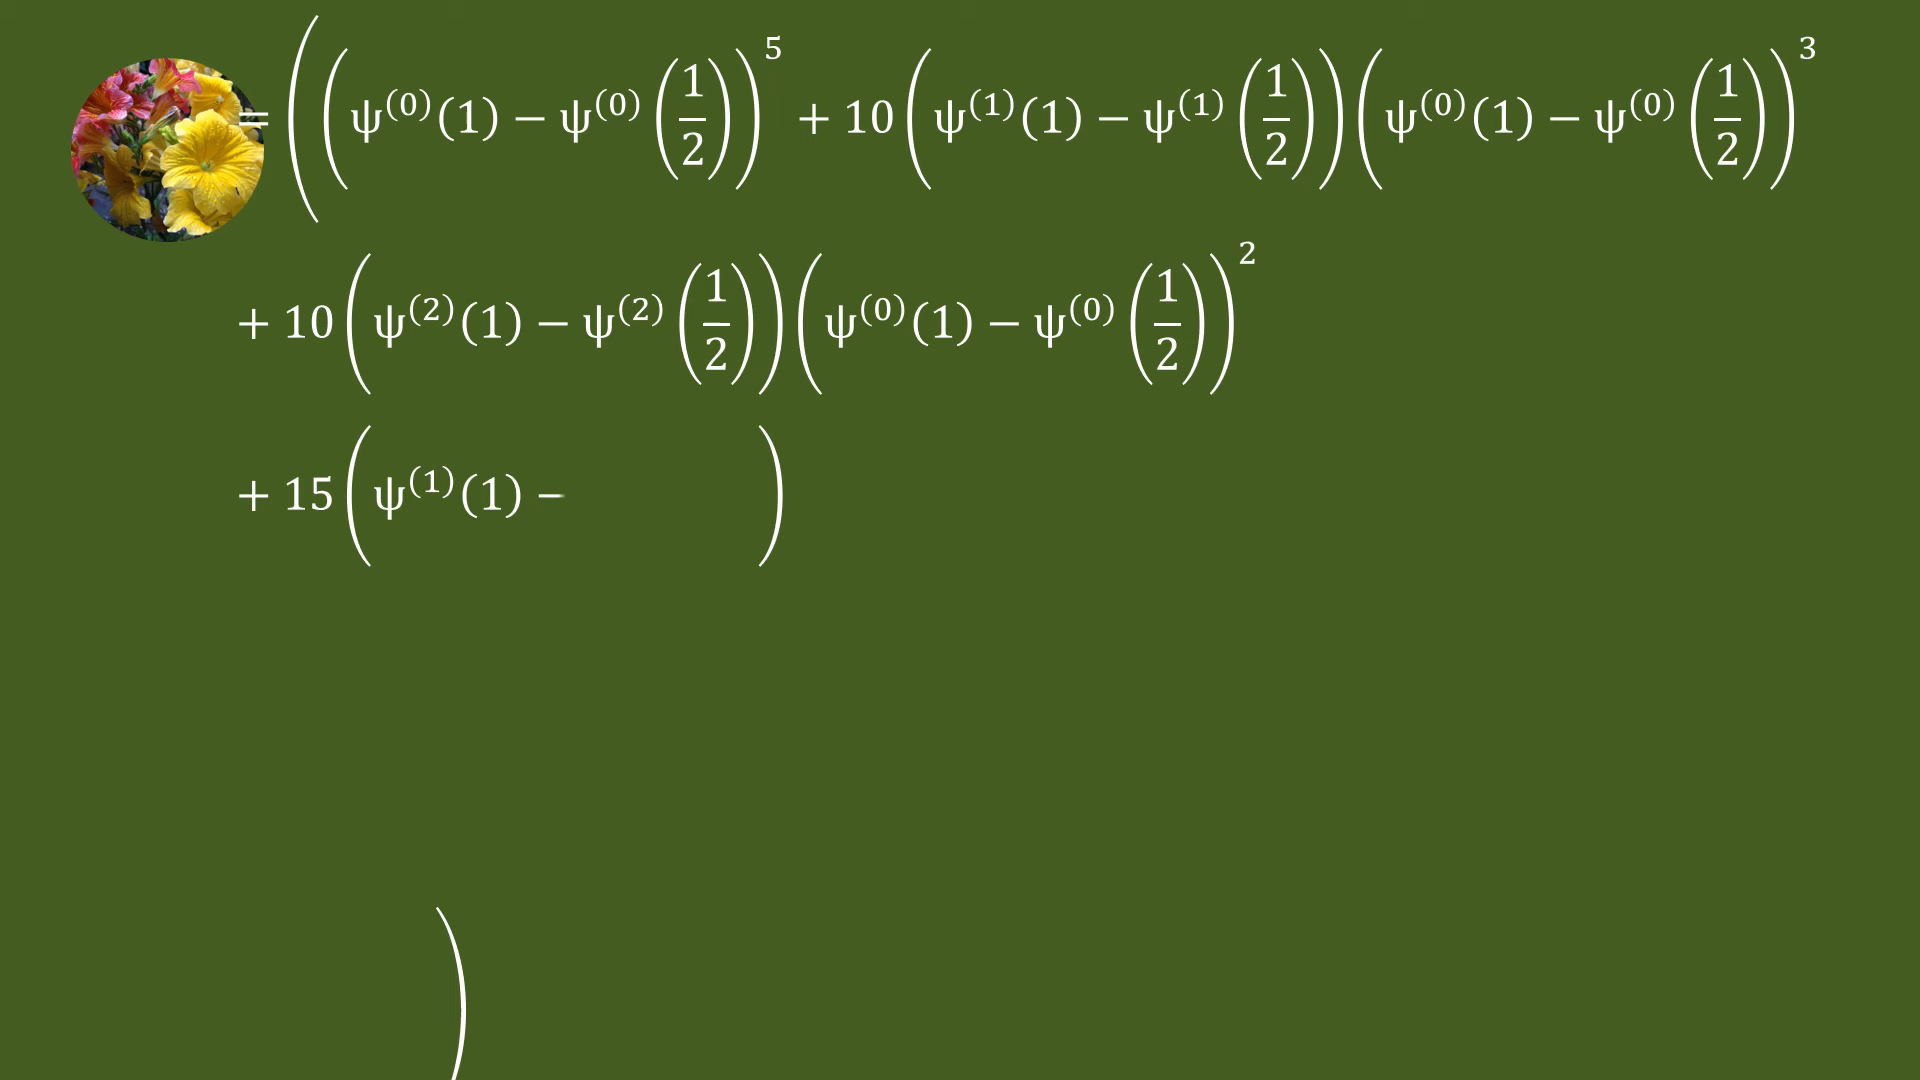 = ((ψ⁽⁰⁾(1) − ψ⁽⁰⁾(1/2))⁵ + 10(ψ⁽¹⁾(1) − ψ⁽¹⁾(1/2))(ψ⁽⁰⁾(1) − ψ⁽⁰⁾(1/2))³
+ 10(ψ⁽²⁾(1) − ψ⁽²⁾(1/2))(ψ⁽⁰⁾(1) − ψ⁽⁰⁾(1/2))²
+ 15(ψ⁽¹⁾(1) − )
)